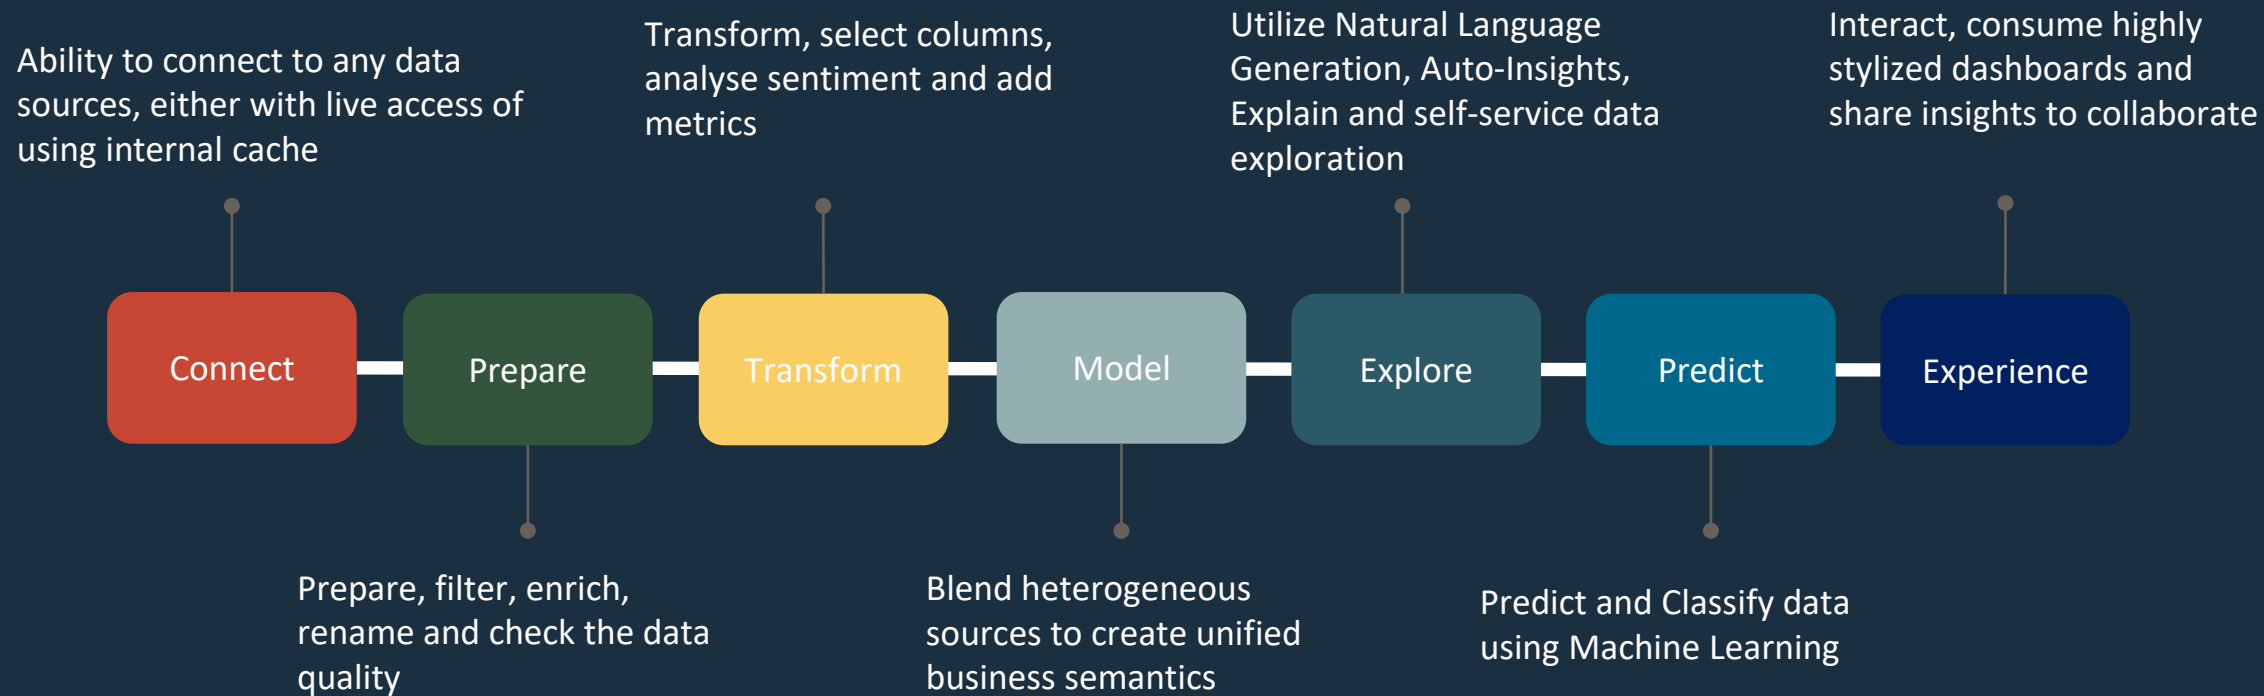 Ability to connect to any data
sources, either with live access of
using internal cache
Transform, select columns,
analyse sentiment and add
metrics
Utilize Natural Language
Generation, Auto-Insights,
Explain and self-service data
exploration
Interact, consume highly
stylized dashboards and
share insights to collaborate
Connect
Prepare
Transform
Model
Explore
Predict
Experience
Prepare, filter, enrich,
rename and check the data
quality
Blend heterogeneous
sources to create unified
business semantics
Predict and Classify data
using Machine Learning